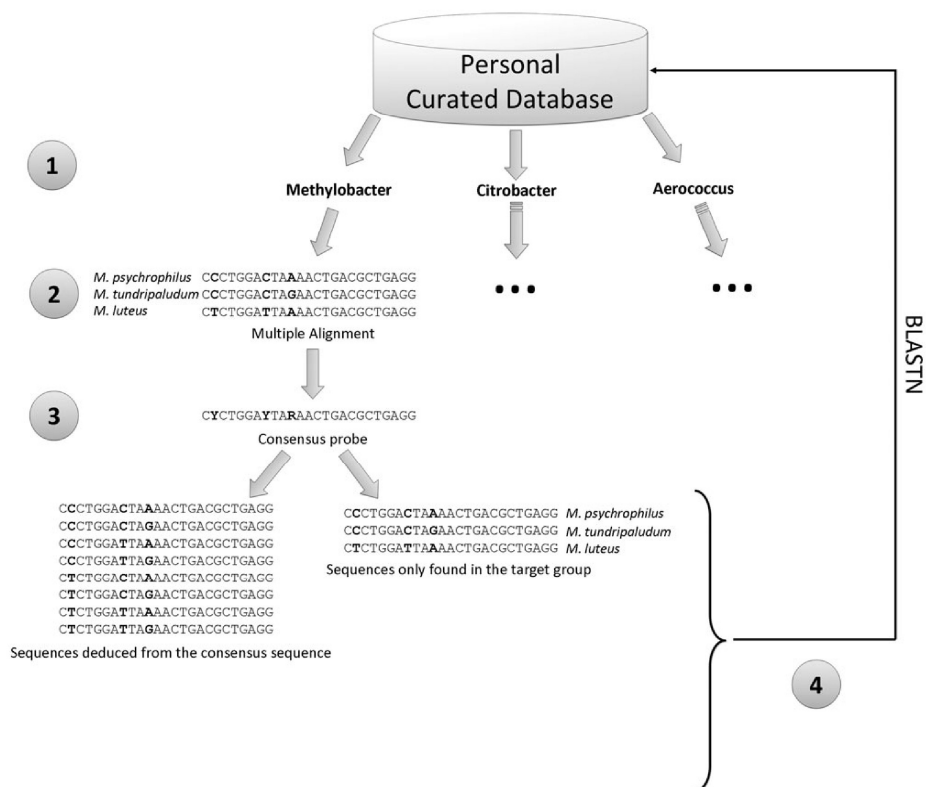 Personal
Curated Database
1
Methylobacter
Citrobacter
Aerococcus
2
M. psychrophilus CCCTGGACTAAAACTGACGCTGAGG
M. tundripaludum CCCTGGACTAGAACTGACGCTGAGG
M. luteus CTCTGGATTAAAACTGACGCTGAGG
Multiple Alignment
...
...
BLASTN
3
CYCTGGAYTARAACTGACGCTGAGG
Consensus probe
CCCTGGACTAAAACTGACGCTGAGG
CCCTGGACTAGAACTGACGCTGAGG
CCCTGGATTAAAACTGACGCTGAGG
CCCTGGATTAGAACTGACGCTGAGG
CTCTGGACTAAAACTGACGCTGAGG
CTCTGGACTAGAACTGACGCTGAGG
CTCTGGATTAAAACTGACGCTGAGG
CTCTGGATTAGAACTGACGCTGAGG
Sequences deduced from the consensus sequence
CCCTGGACTAAAACTGACGCTGAGG M. psychrophilus
CCCTGGACTAGAACTGACGCTGAGG M. tundripaludum
CTCTGGATTAAAACTGACGCTGAGG M. luteus
Sequences only found in the target group
4